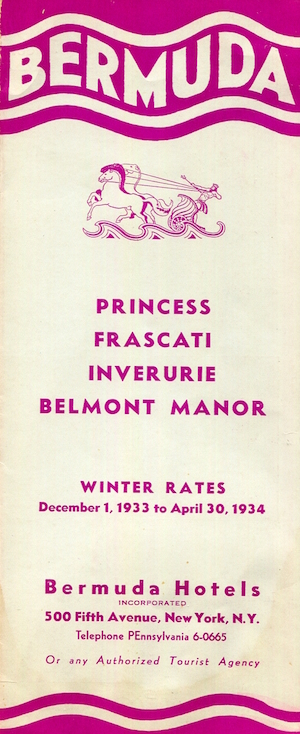 BERMUDA
PRINCESS
FRASCATI
INVERURIE
BELMONT MANOR
WINTER RATES
December 1, 1933 to April 30, 1934
Bermuda Hotels
INCORPORATED
500 Fifth Avenue, New York, N.Y.
Telephone PEnnsylvania 6-0665
Or any Authorized Tourist Agency